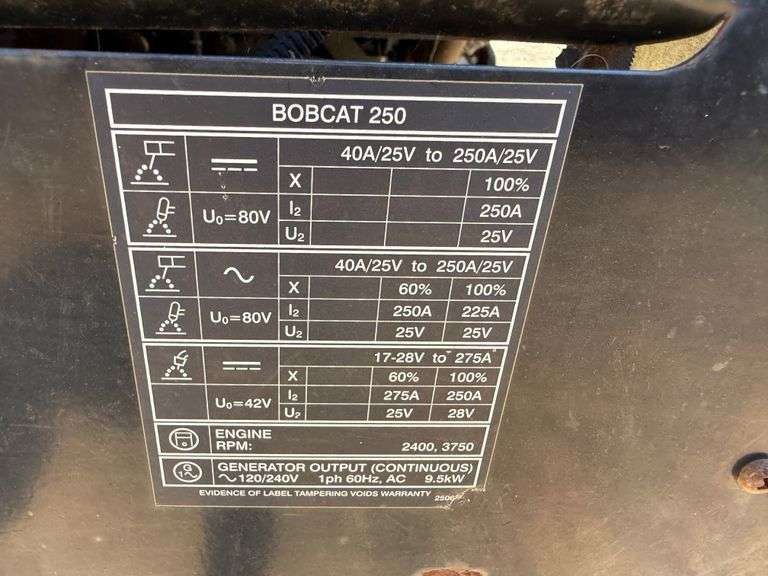 BOBCAT 250
40A/25V to 250A/25V
X 100%
U₀=80V
I₂ 250A
U₂ 25V
40A/25V to 250A/25V
X 60% 100%
U₀=80V
I₂ 250A 225A
U₂ 25V 25V
17-28V to 275A
X 60% 100%
U₀=42V
I₂ 275A 250A
U₂ 25V 28V
ENGINE
RPM: 2400, 3750
G
1~
GENERATOR OUTPUT (CONTINUOUS)
~120/240V 1ph 60Hz, AC 9.5kW
EVIDENCE OF LABEL TAMPERING VOIDS WARRANTY